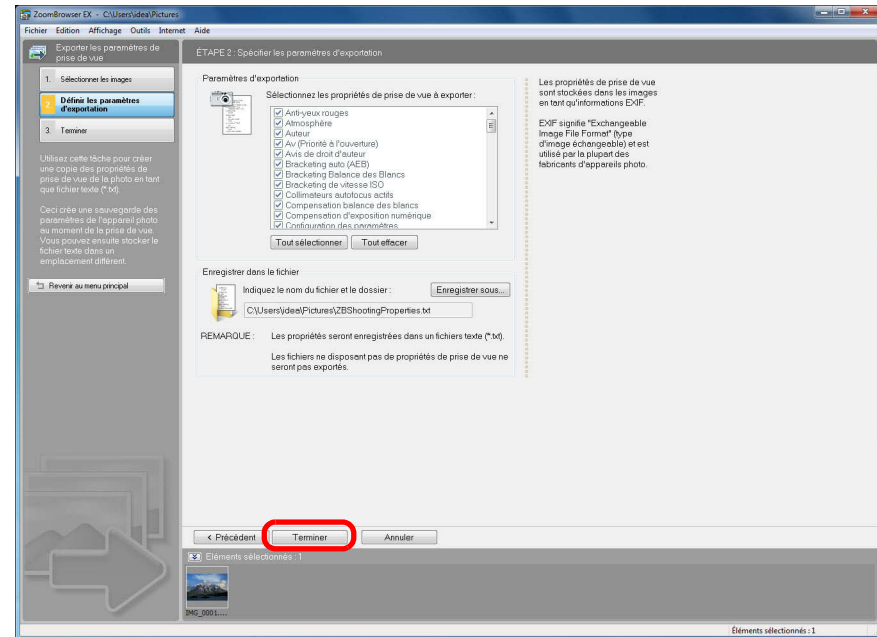 ZoomBrowser EX - C:\Users\idea\Pictures
Fichier Edition Affichage Outils Internet Aide
Exporter les paramètres de
prise de vue
1. Sélectionner les images
2. Définir les paramètres
d'exportation
3. Terminer
Utilisez cette tâche pour créer
une copie des propriétés de
prise de vue de la photo en tant
que fichier texte (*.txt).
Ceci crée une sauvegarde des
paramètres de l'appareil photo
au moment de la prise de vue.
Vous pouvez ensuite stocker le
fichier texte dans un
emplacement différent.
Revenir au menu principal
ÉTAPE 2 : Spécifier les paramètres d'exportation
Paramètres d'exportation
Sélectionnez les propriétés de prise de vue à exporter :
Anti-yeux rouges
Atmosphère
Auteur
Av (Priorité à l'ouverture)
Avis de droit d'auteur
Bracketing auto (AEB)
Bracketing Balance des Blancs
Bracketing de vitesse ISO
Collimateurs autofocus actifs
Compensation balance des blancs
Compensation d'exposition numérique
Configuration des paramètres
Tout sélectionner Tout effacer
Enregistrer dans le fichier
Indiquez le nom du fichier et le dossier : Enregistrer sous...
C:\Users\idea\Pictures\ZBShootingProperties.txt
REMARQUE : Les propriétés seront enregistrées dans un fichiers texte (*.txt).
Les fichiers ne disposant pas de propriétés de prise de vue ne
seront pas exportés.
Les propriétés de prise de vue
sont stockées dans les images
en tant qu'informations EXIF.
EXIF signifie "Exchangeable
Image File Format" (type
d'image échangeable) et est
utilisé par la plupart des
fabricants d'appareils photo.
< Précédent Terminer Annuler
Eléments sélectionnés : 1
IMG_0001....
Éléments sélectionnés : 1